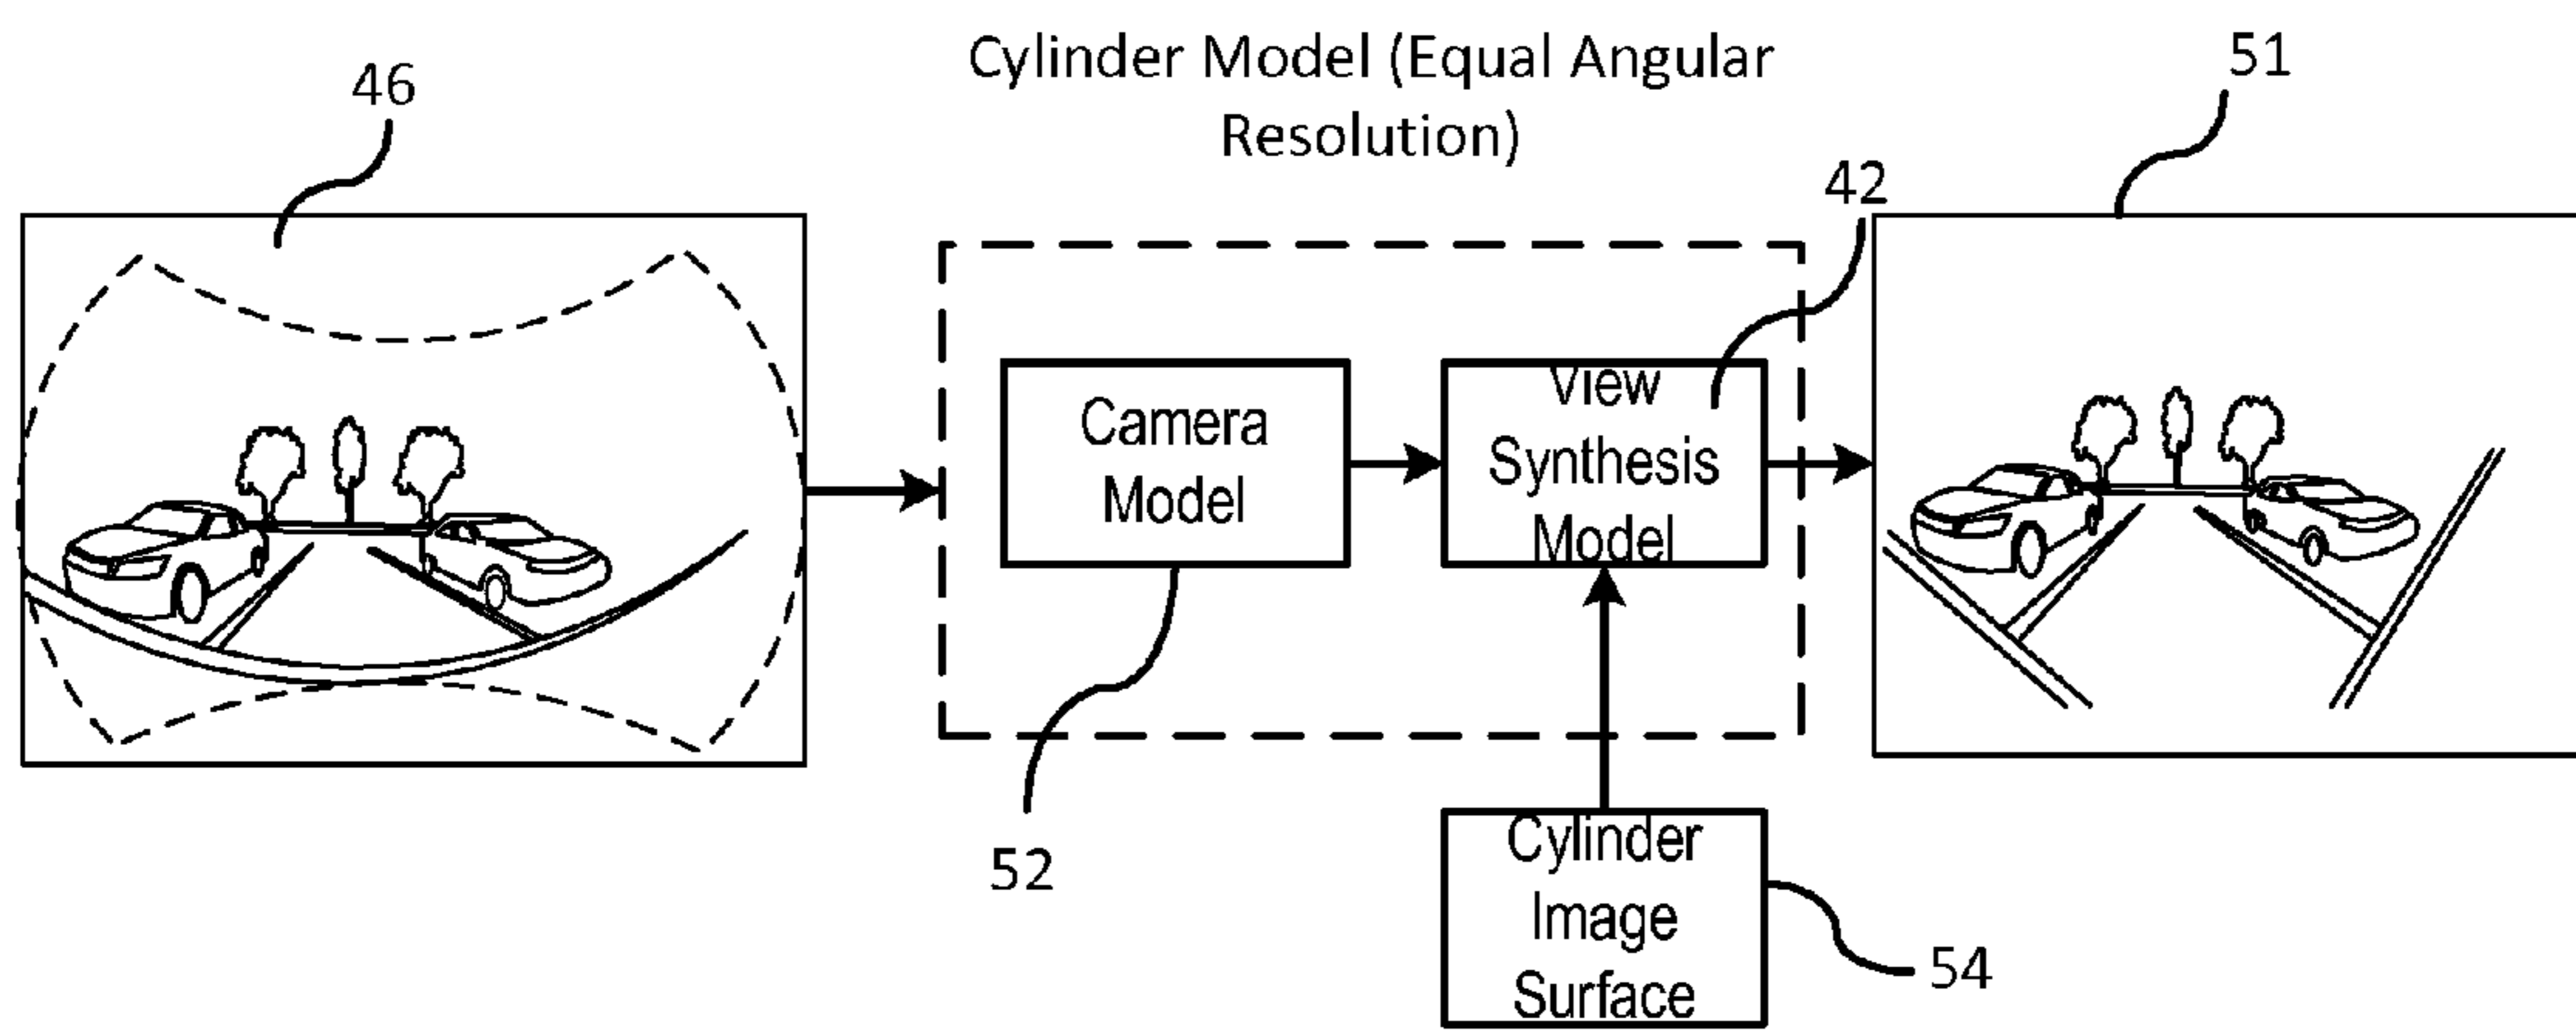 46
Cylinder Model (Equal Angular
Resolution)
51
42
Camera
Model
View
Synthesis
Model
52
Cylinder
Image
Surface
54